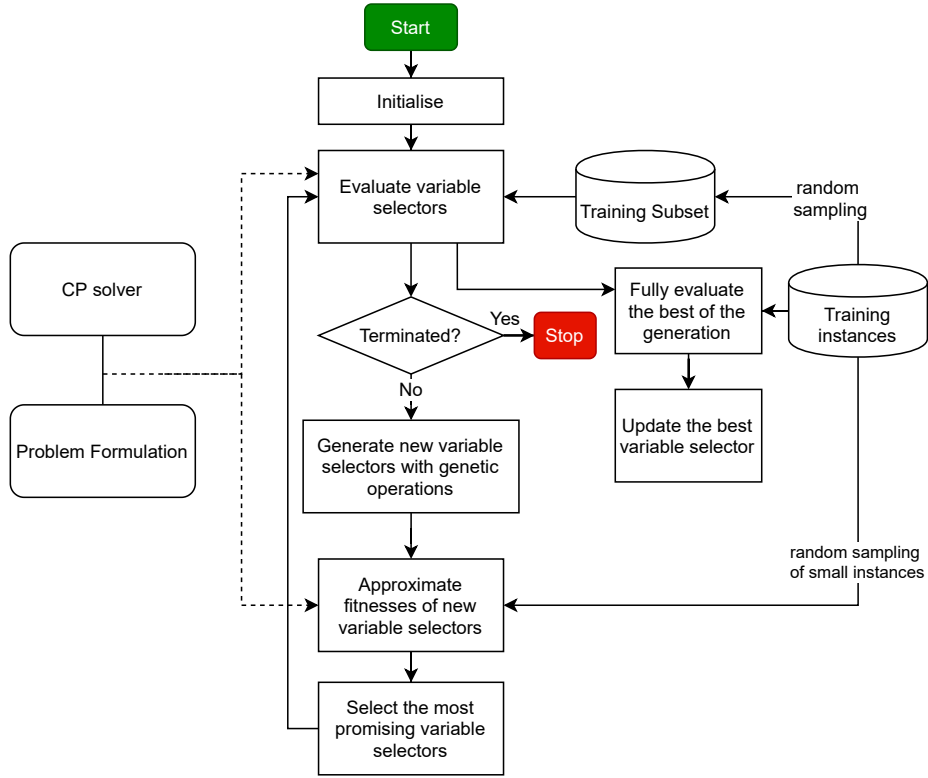 Start
Initialise
Evaluate variable
selectors
Training Subset
random
sampling
CP solver
Fully evaluate
the best of the
generation
Training
instances
Terminated?
Yes
Stop
No
Update the best
variable selector
Problem Formulation
Generate new variable
selectors with genetic
operations
random sampling
of small instances
Approximate
fitnesses of new
variable selectors
Select the most
promising variable
selectors